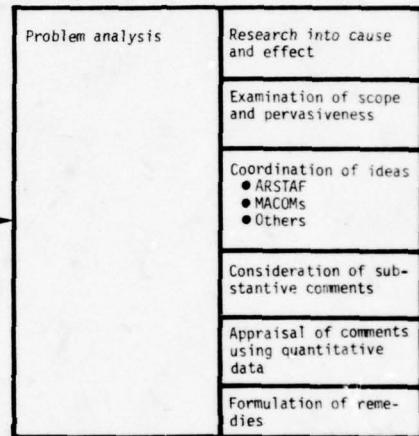 Problem analysis
Research into cause
and effect
Examination of scope
and pervasiveness
Coordination of ideas
● ARSTAF
● MACOMs
● Others
Consideration of sub-
stantive comments
Appraisal of comments
using quantitative
data
Formulation of reme-
dies